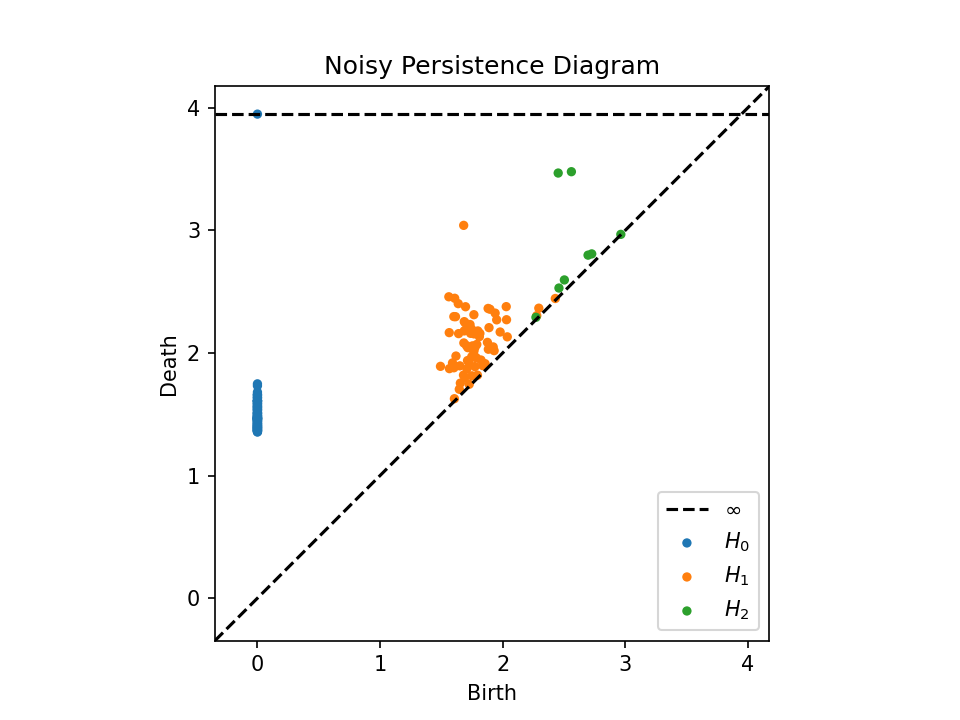 Noisy Persistence Diagram
Death
4
3
2
1
0
0 1 2 3 4
Birth
∞
H₀
H₁
H₂